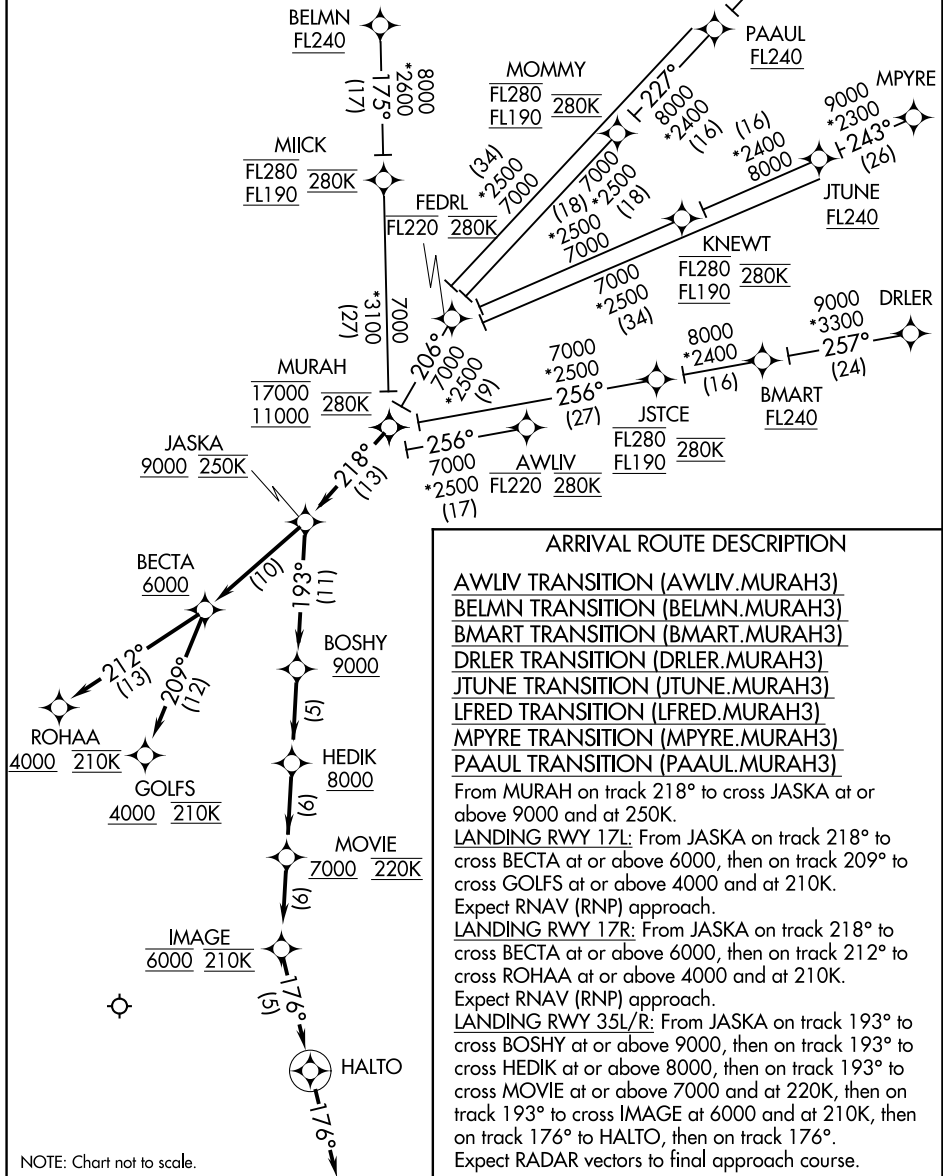 BELMN
FL240
8000
*2600
175°
(17)
MIICK
FL280
FL190
280K
7000
*3100
(27)
PAAUL
FL240
227°
8000
*2400
(16)
MOMMY
FL280
FL190
280K
(34)
*2500
7000
7000
*2500
(18)
MPYRE
9000
*2300
243°
(26)
JTUNE
FL240
(16)
*2400
8000
KNEWT
FL280
FL190
280K
(18)
*2500
7000
7000
*2500
(34)
FEDRL
FL220 280K
206°
7000
*2500
(9)
DRLER
9000
*3300
257°
(24)
BMART
FL240
8000
*2400
(16)
JSTCE
FL280
FL190
280K
7000
*2500
256°
(27)
AWLIV
FL220 280K
256°
7000
*2500
(17)
MURAH
17000
11000
280K
218°
(13)
JASKA
9000 250K
(10)
193°
(11)
BECTA
6000
212°
(13)
209°
(12)
ROHAA
4000 210K
GOLFS
4000 210K
BOSHY
9000
(5)
HEDIK
8000
(6)
MOVIE
7000 220K
(6)
IMAGE
6000 210K
176°
(5)
HALTO
176°
NOTE: Chart not to scale.
ARRIVAL ROUTE DESCRIPTION
AWLIV TRANSITION (AWLIV.MURAH3)
BELMN TRANSITION (BELMN.MURAH3)
BMART TRANSITION (BMART.MURAH3)
DRLER TRANSITION (DRLER.MURAH3)
JTUNE TRANSITION (JTUNE.MURAH3)
LFRED TRANSITION (LFRED.MURAH3)
MPYRE TRANSITION (MPYRE.MURAH3)
PAAUL TRANSITION (PAAUL.MURAH3)
From MURAH on track 218° to cross JASKA at or
above 9000 and at 250K.
LANDING RWY 17L: From JASKA on track 218° to
cross BECTA at or above 6000, then on track 209° to
cross GOLFS at or above 4000 and at 210K.
Expect RNAV (RNP) approach.
LANDING RWY 17R: From JASKA on track 218° to
cross BECTA at or above 6000, then on track 212° to
cross ROHAA at or above 4000 and at 210K.
Expect RNAV (RNP) approach.
LANDING RWY 35L/R: From JASKA on track 193° to
cross BOSHY at or above 9000, then on track 193° to
cross HEDIK at or above 8000, then on track 193° to
cross MOVIE at or above 7000 and at 220K, then on
track 193° to cross IMAGE at 6000 and at 210K, then
on track 176° to HALTO, then on track 176°.
Expect RADAR vectors to final approach course.